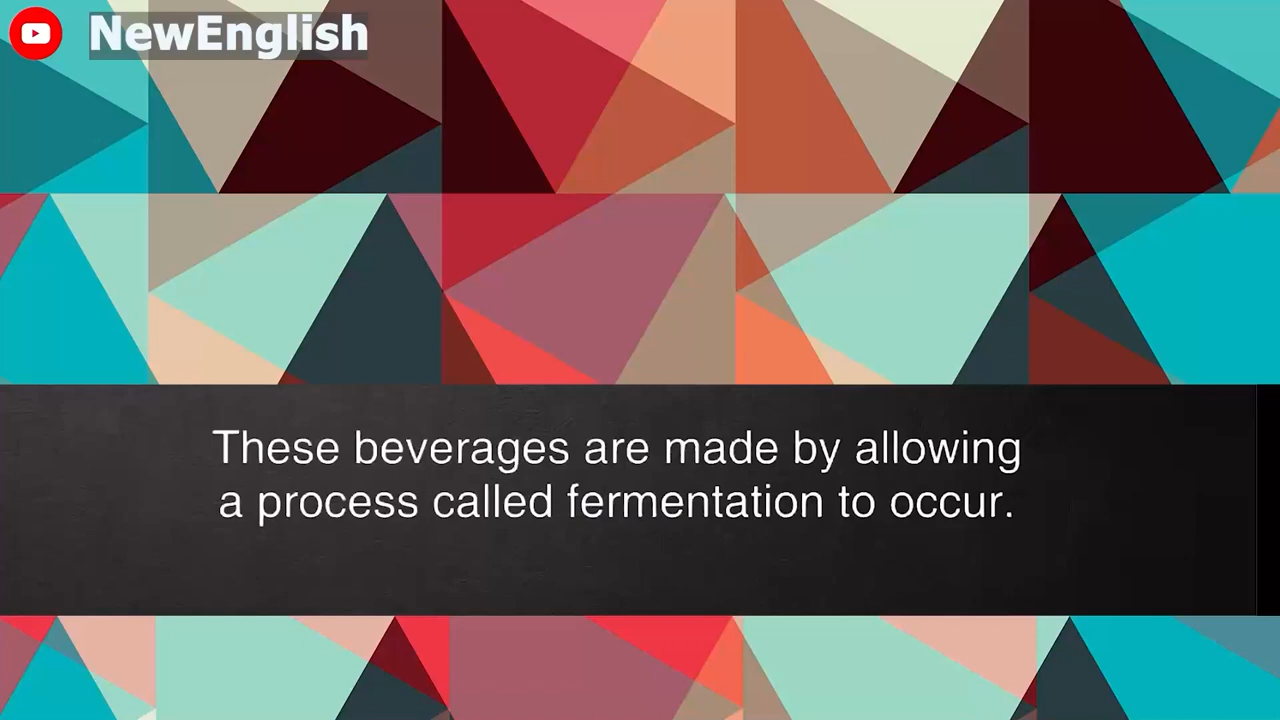 NewEnglish
These beverages are made by allowing
a process called fermentation to occur.